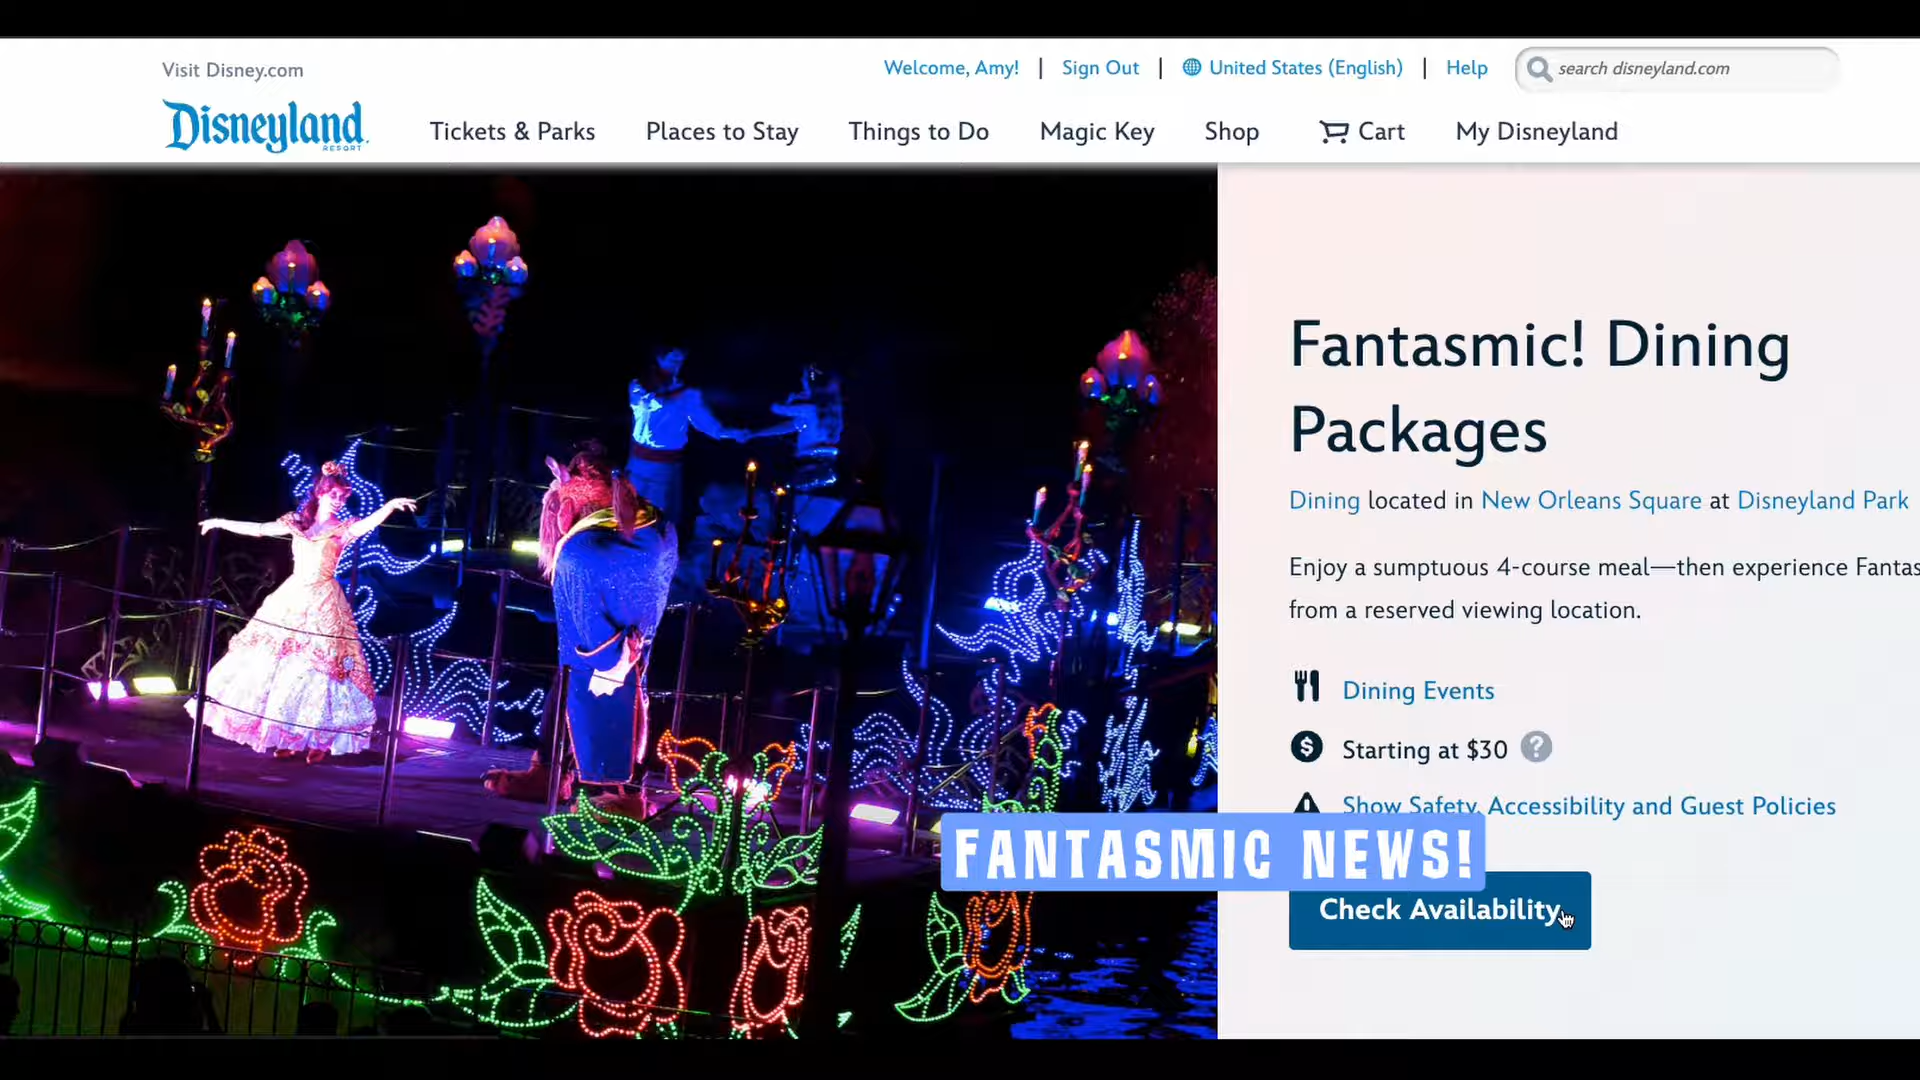 Visit Disney.com
Welcome, Amy! | Sign Out | United States (English) | Help
search disneyland.com
Disneyland
RESORT
Tickets & Parks Places to Stay Things to Do Magic Key Shop Cart My Disneyland
Fantasmic! Dining
Packages
Dining located in New Orleans Square at Disneyland Park
Enjoy a sumptuous 4-course meal—then experience Fantas
from a reserved viewing location.
Dining Events
Starting at $30 ?
Show Safety, Accessibility and Guest Policies
FANTASMIC NEWS!
Check Availability